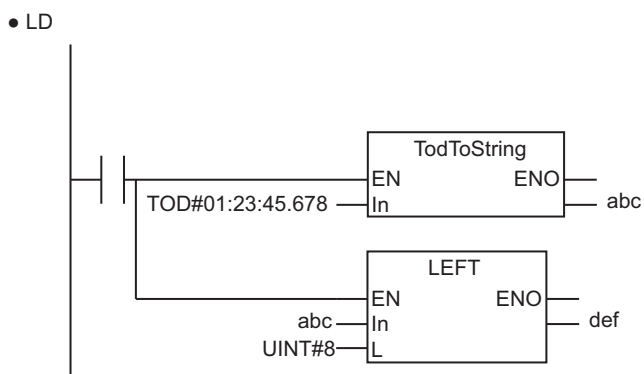 ● LD
TodToString
EN ENO
TOD#01:23:45.678 In abc
LEFT
EN ENO
abc In def
UINT#8 L